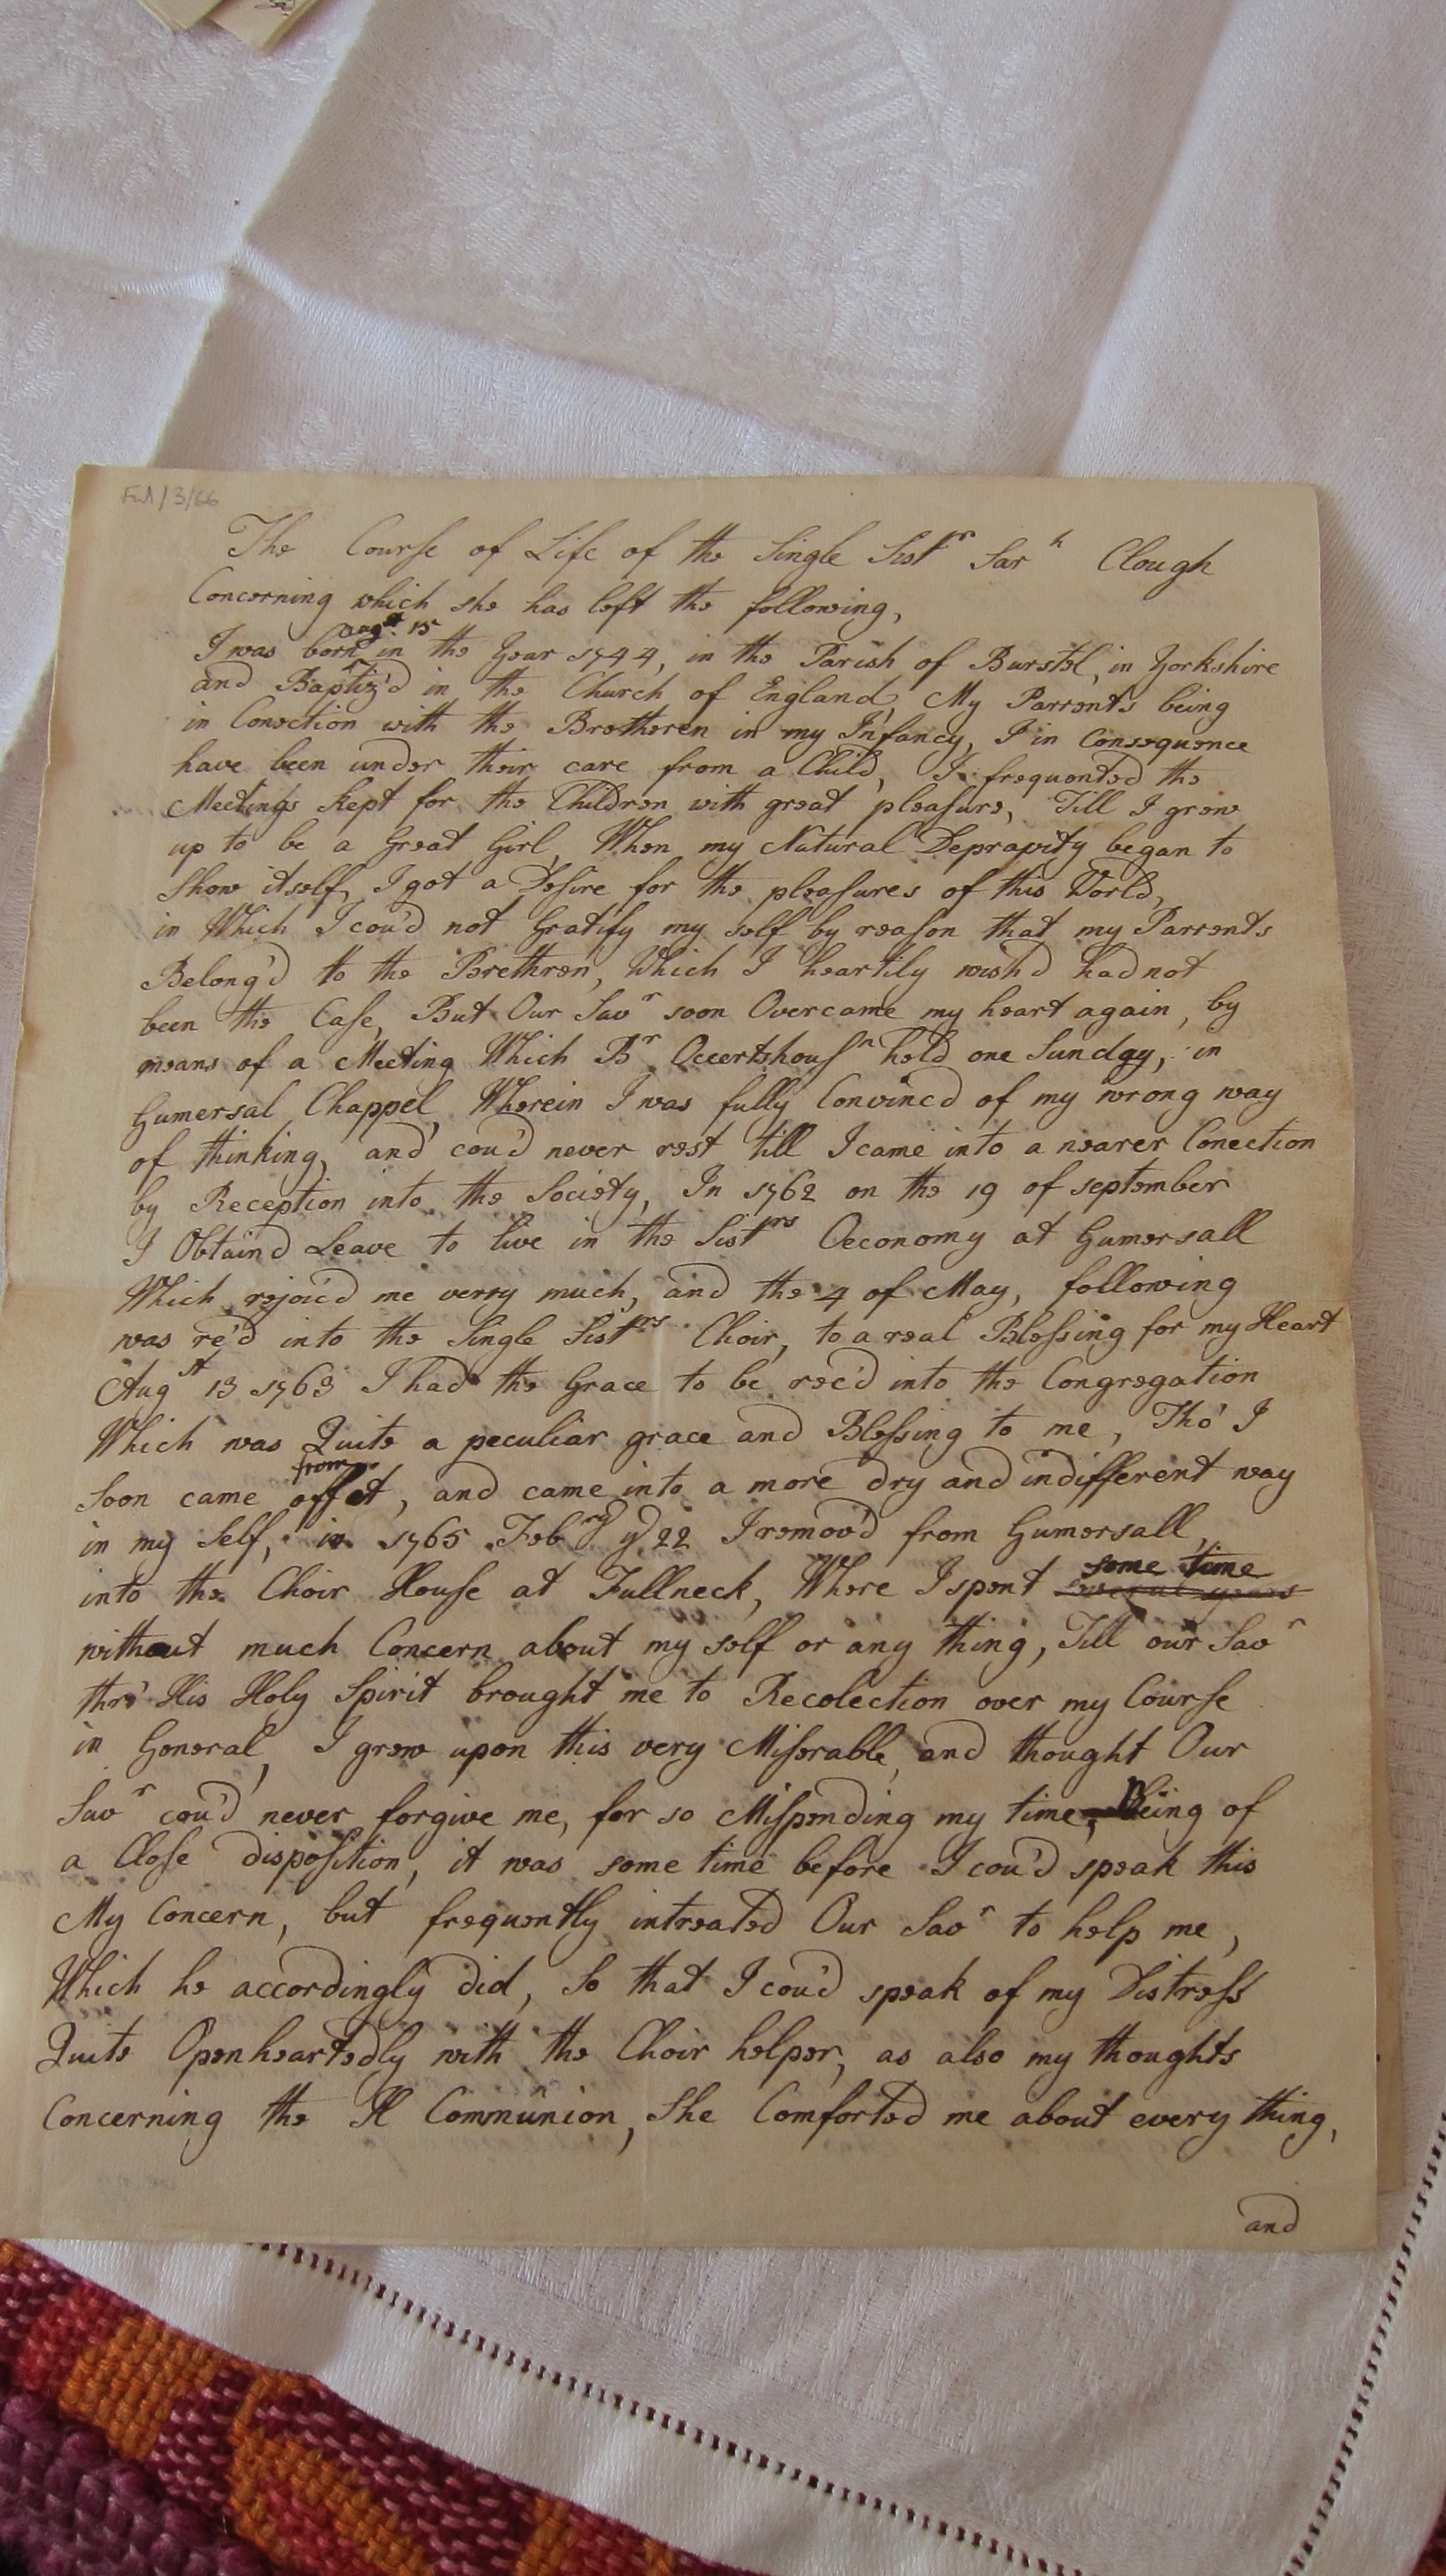 Ful/3/66
The Course of Life of the Single Sistr Sarh Clough
Concerning which she has left the following,
augst 15
I was born in the Year 1744, in the Parish of Burstel, in Yorkshire
and Baptiz'd in the Church of England, My Parrents being
in Conection with the Bretheren in my Infancy, I in Consequence
have been under their care from a Child, I frequented the
Meetings kept for the Children with great pleasure, Till I grew
up to be a Great Girl, When my Natural Depravity began to
Show itself, I got a Desire for the pleasures of this World,
in Which I cou'd not Gratify my self by reason that my Parrents
Belong'd to the Brethren, Which I heartily wish'd had not
been the Case, But Our Savr soon Overcame my heart again, by
means of a Meeting Which Br Occertshousn held one Sunday, in
Gumersal Chappel, Wherein I was fully Convinc'd of my wrong way
of thinking, and cou'd never rest till I came into a nearer Conection
by Reception into the Society, In 1762 on the 19 of september
I Obtain'd Leave to live in the Sistrs Oeconomy at Gumersall
Which rejoic'd me verry much, and the 4 of May, following
was re'd into the Single Sistrs Choir, to a real Blessing for my Heart
Augst 13 1763 I had the Grace to be rec'd into the Congregation
Which was Quite a peculiar grace and Blessing to me, Tho' I
from
Soon came off it, and came into a more dry and indifferent way
in my Self, in 1765 Febry ye 22 I remov'd from Gumersall,
some time
into the Choir House at Fullneck, Where I spent several years
without much Concern about my self or any thing, Till our Savr
thro' His Holy Spirit brought me to Recolection over my Course
in General, I grew upon this very Miserable, and thought Our
Savr cou'd never forgive me, for so Mispending my time, Being of
a Close disposition, it was some time before I cou'd speak this
My Concern, but frequently intreated Our Savr to help me,
Which he accordingly did, So that I cou'd speak of my Distress
Quite Openheartedly with the Choir helper, as also my thoughts
Concerning the H Communion, She Comforted me about every thing,
and